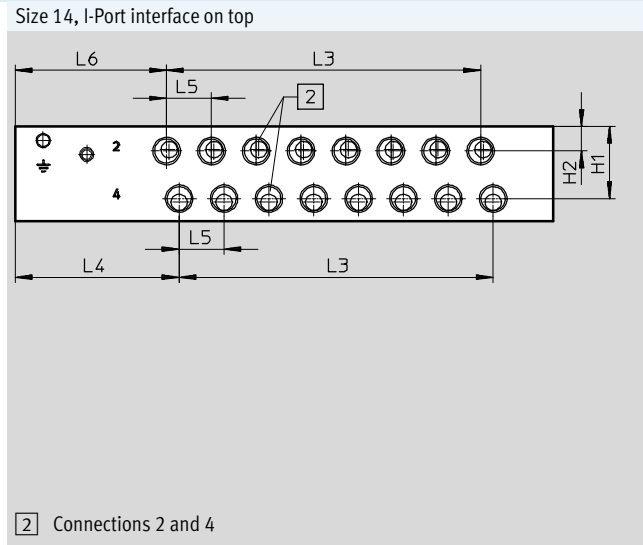 Size 14, I-Port interface on top
L6 L3
L5
2
2
4
H2
H1
L5
L4 L3
2 Connections 2 and 4